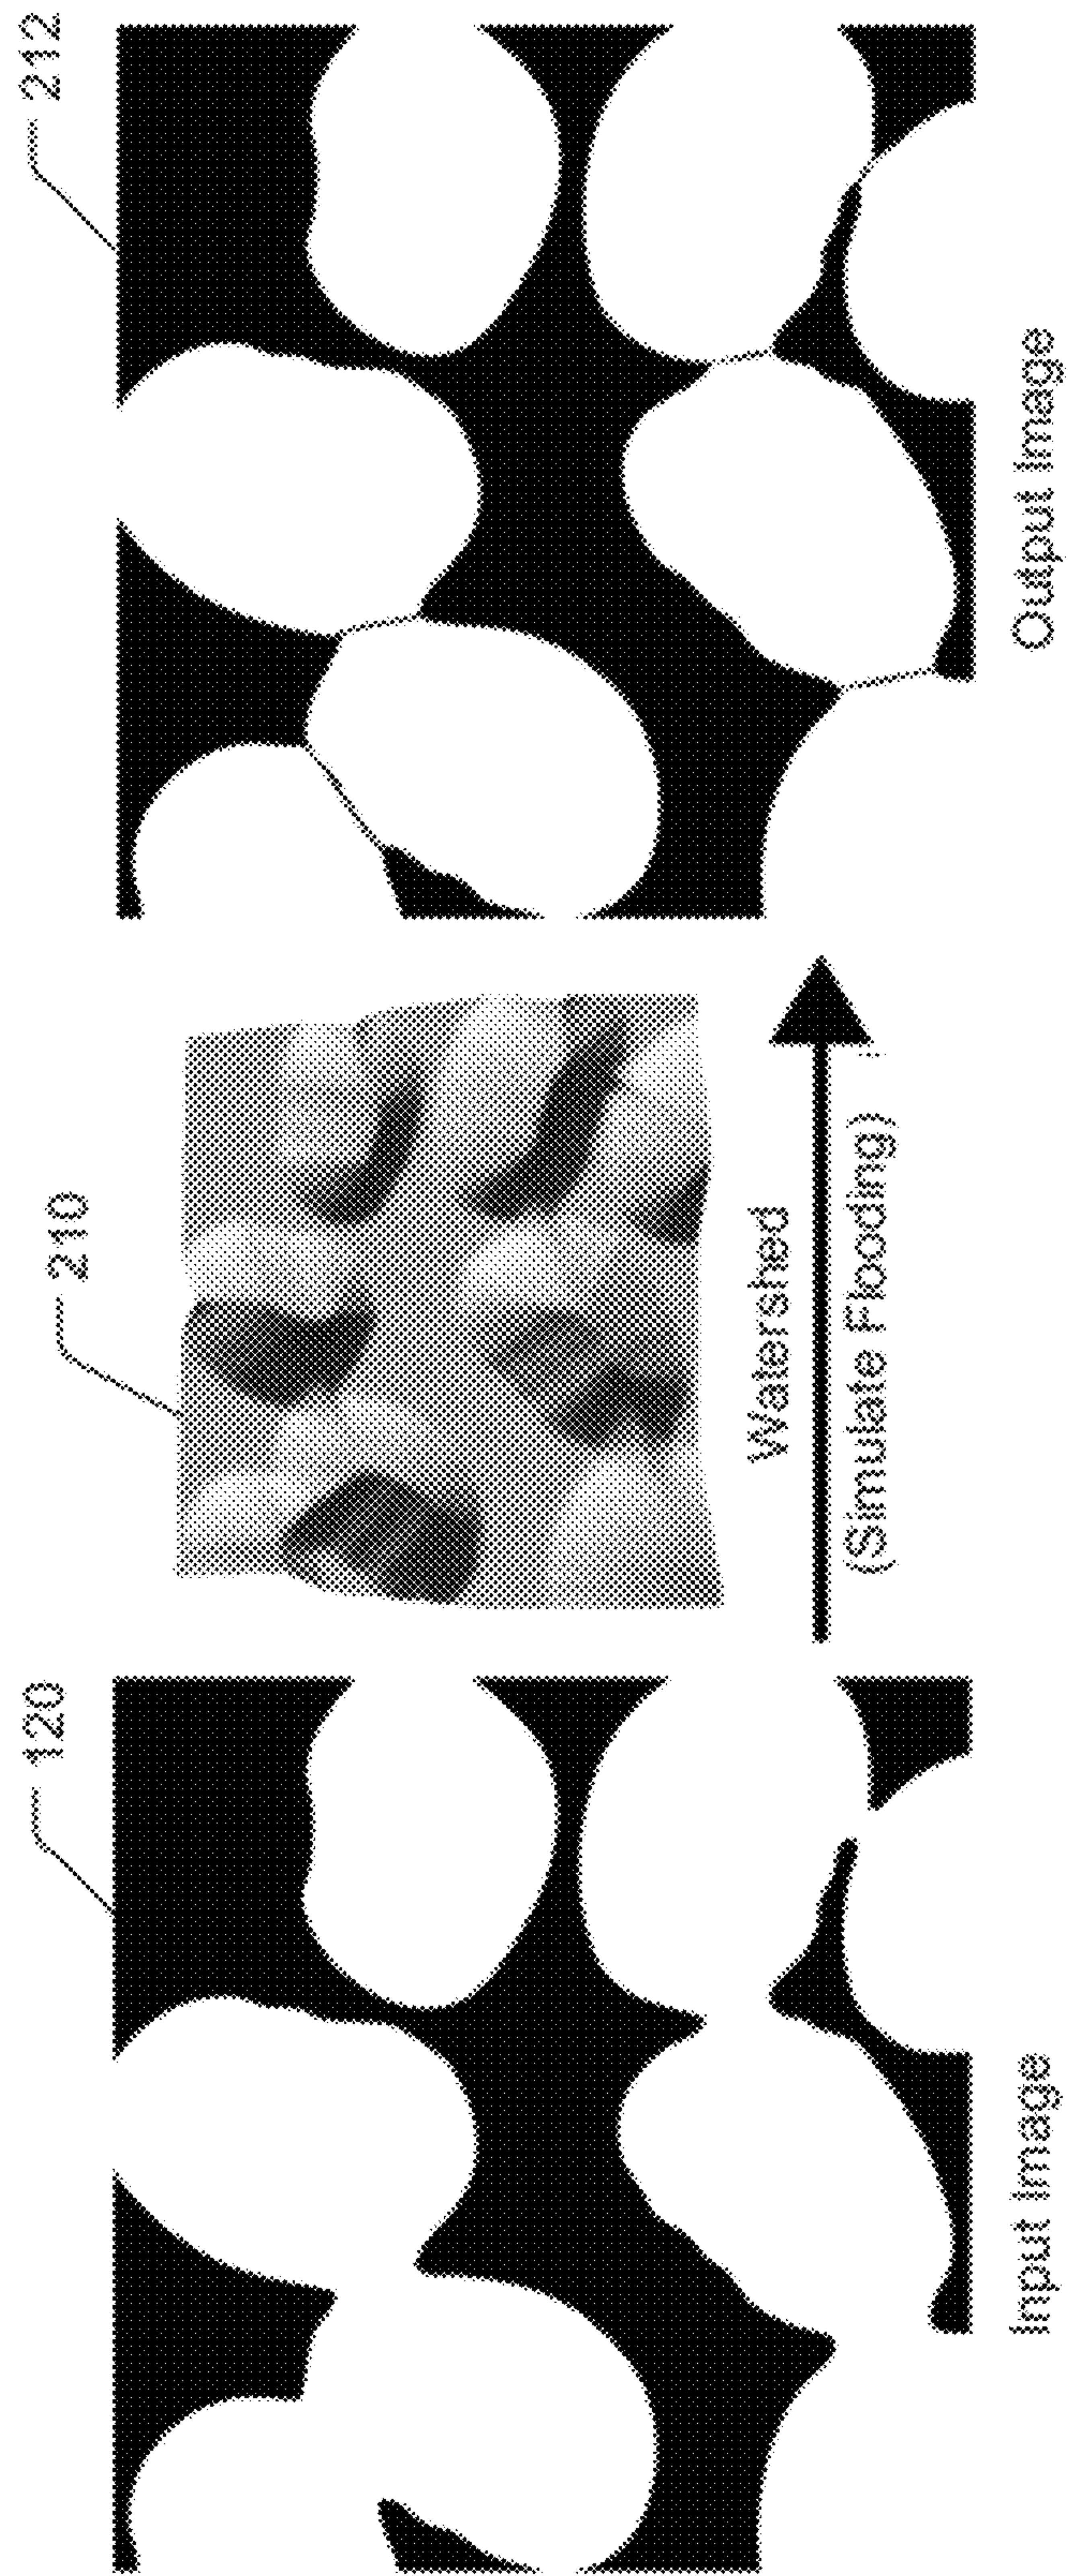 120
210
212
Watershed
(Simulate Flooding)
Input Image
Output Image